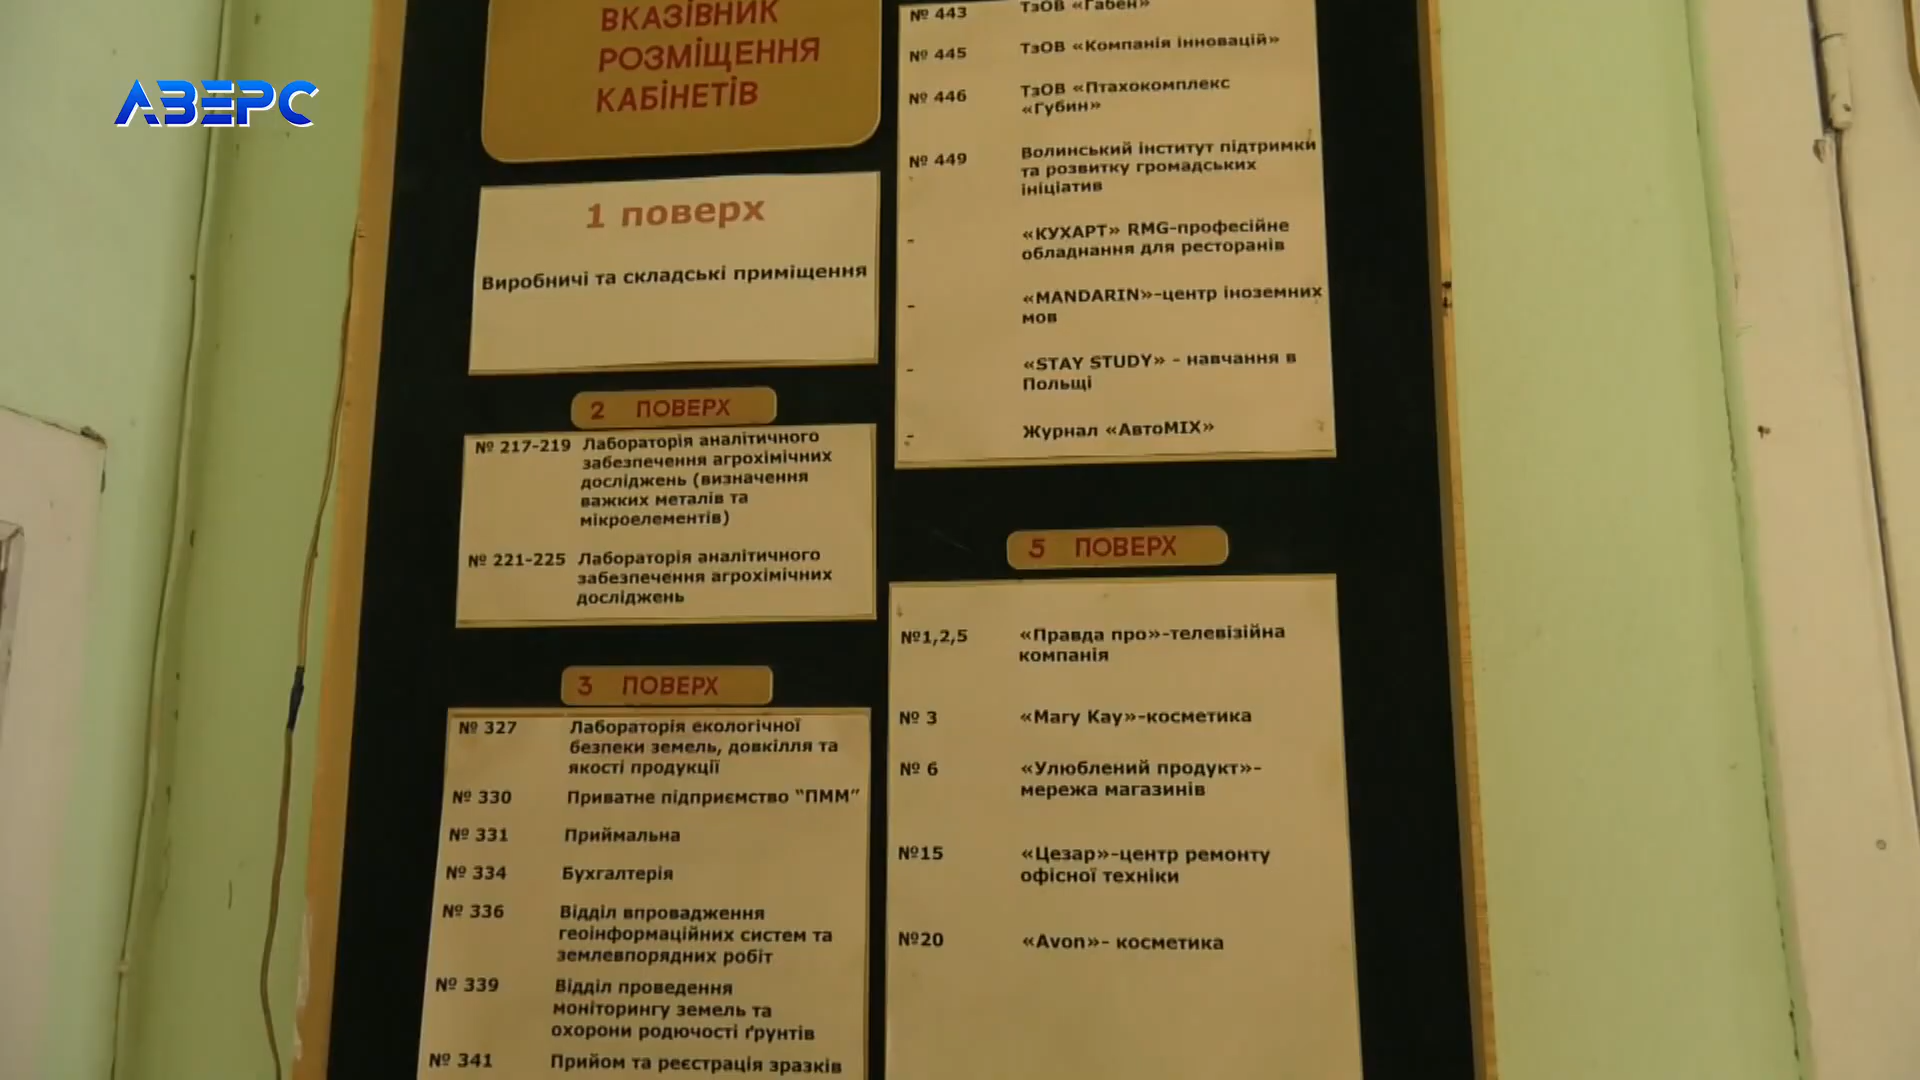 АВЕРС
ВКАЗІВНИК
РОЗМІЩЕННЯ
КАБІНЕТІВ
1 поверх
Виробничі та складські приміщення
2 ПОВЕРХ
№ 217-219 Лабораторія аналітичного
забезпечення агрохімічних
досліджень (визначення
важких металів та
мікроелементів)
№ 221-225 Лабораторія аналітичного
забезпечення агрохімічних
досліджень
3 ПОВЕРХ
№ 327 Лабораторія екологічної
безпеки земель, довкілля та
якості продукції
№ 330 Приватне підприємство "ПММ"
№ 331 Приймальна
№ 334 Бухгалтерія
№ 336 Відділ впровадження
геоінформаційних систем та
землевпорядних робіт
№ 339 Відділ проведення
моніторингу земель та
охорони родючості ґрунтів
№ 341 Прийом та реєстрація зразків
№ 443 ТзОВ «Габен»
№ 445 ТзОВ «Компанія інновацій»
№ 446 ТзОВ «Птахокомплекс
«Губин»
№ 449 Волинський інститут підтримки
та розвитку громадських
ініціатив
- «КУХАРТ» RMG-професійне
обладнання для ресторанів
- «MANDARIN»-центр іноземних
мов
- «STAY STUDY» - навчання в
Польщі
- Журнал «АвтоМІХ»
5 ПОВЕРХ
№1,2,5 «Правда про»-телевізійна
компанія
№ 3 «Mary Kay»-косметика
№ 6 «Улюблений продукт»-
мережа магазинів
№15 «Цезар»-центр ремонту
офісної техніки
№20 «Avon»- косметика